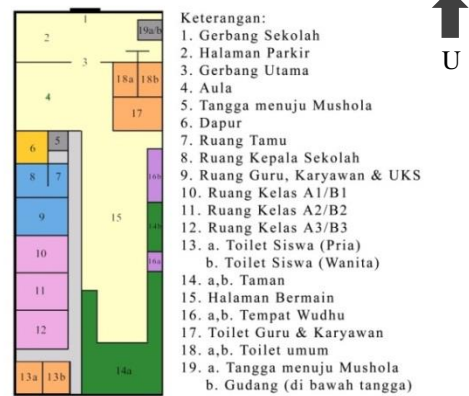 1
2
19a/b
3
18a 18b
4
17
6
5
8 7
16b
9
15
14b
10
16a
11
12
13a 13b
14a
Keterangan:
1. Gerbang Sekolah
2. Halaman Parkir
3. Gerbang Utama
4. Aula
5. Tangga menuju Mushola
6. Dapur
7. Ruang Tamu
8. Ruang Kepala Sekolah
9. Ruang Guru, Karyawan & UKS
10. Ruang Kelas A1/B1
11. Ruang Kelas A2/B2
12. Ruang Kelas A3/B3
13. a. Toilet Siswa (Pria)
b. Toilet Siswa (Wanita)
14. a,b. Taman
15. Halaman Bermain
16. a,b. Tempat Wudhu
17. Toilet Guru & Karyawan
18. a,b. Toilet umum
19. a. Tangga menuju Mushola
b. Gudang (di bawah tangga)
U